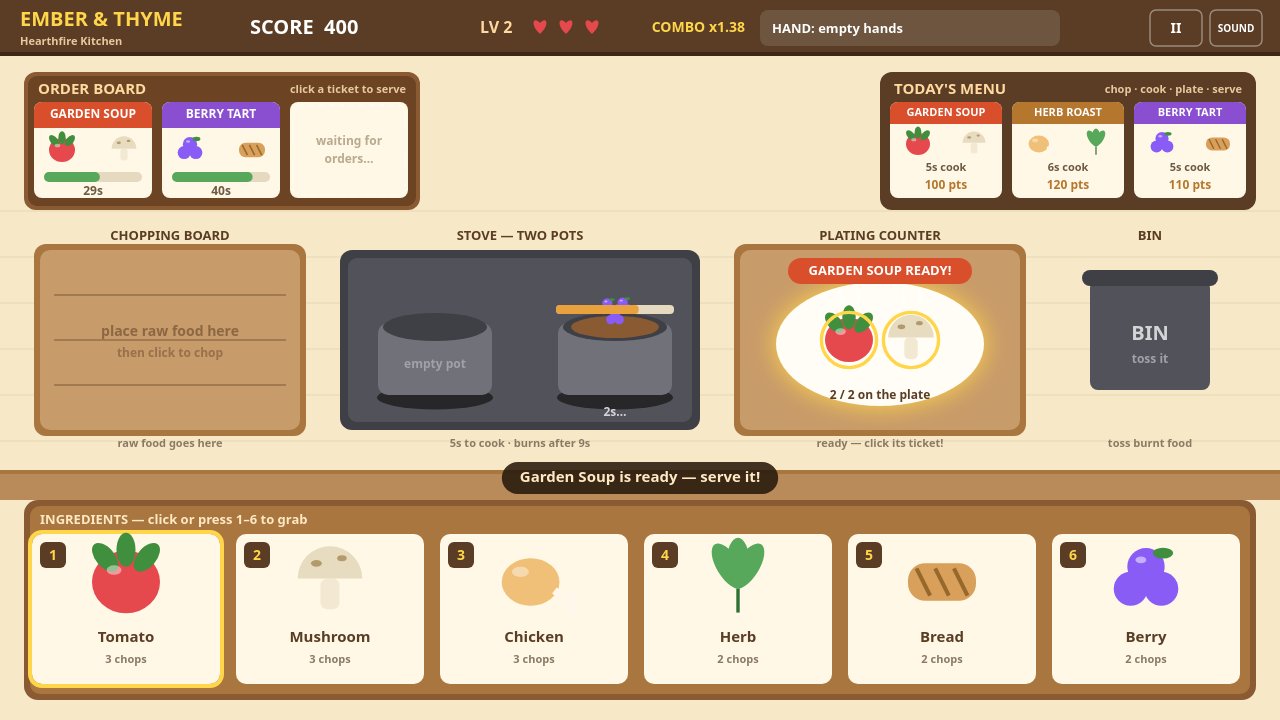 EMBER & THYME
Hearthfire Kitchen
SCORE 400
LV 2
COMBO x1.38
HAND: empty hands
II
SOUND
ORDER BOARD
click a ticket to serve
GARDEN SOUP
29s
BERRY TART
40s
waiting for
orders...
TODAY'S MENU
chop · cook · plate · serve
GARDEN SOUP
5s cook
100 pts
HERB ROAST
6s cook
120 pts
BERRY TART
5s cook
110 pts
CHOPPING BOARD
place raw food here
then click to chop
raw food goes here
STOVE — TWO POTS
empty pot
2s...
5s to cook · burns after 9s
PLATING COUNTER
GARDEN SOUP READY!
2 / 2 on the plate
ready — click its ticket!
BIN
BIN
toss it
toss burnt food
Garden Soup is ready — serve it!
INGREDIENTS — click or press 1–6 to grab
1
Tomato
3 chops
2
Mushroom
3 chops
3
Chicken
3 chops
4
Herb
2 chops
5
Bread
2 chops
6
Berry
2 chops